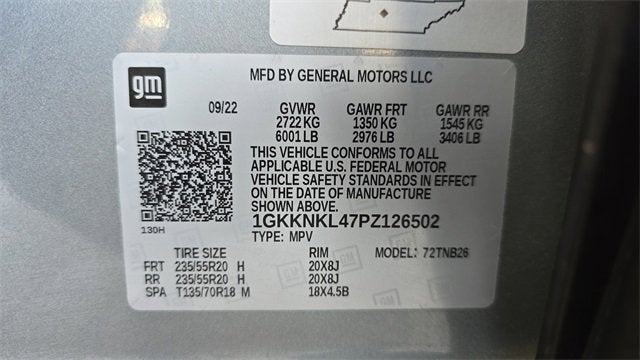 gm
MFD BY GENERAL MOTORS LLC
09/22 GVWR GAWR FRT GAWR RR
2722 KG 1350 KG 1545 KG
6001 LB 2976 LB 3406 LB
THIS VEHICLE CONFORMS TO ALL
APPLICABLE U.S. FEDERAL MOTOR
VEHICLE SAFETY STANDARDS IN EFFECT
ON THE DATE OF MANUFACTURE
SHOWN ABOVE.
1GKKNKL47PZ126502
130H
TYPE: MPV
TIRE SIZE RIM MODEL: 72TNB26
FRT 235/55R20 H 20X8J
RR 235/55R20 H 20X8J
SPA T135/70R18 M 18X4.5B